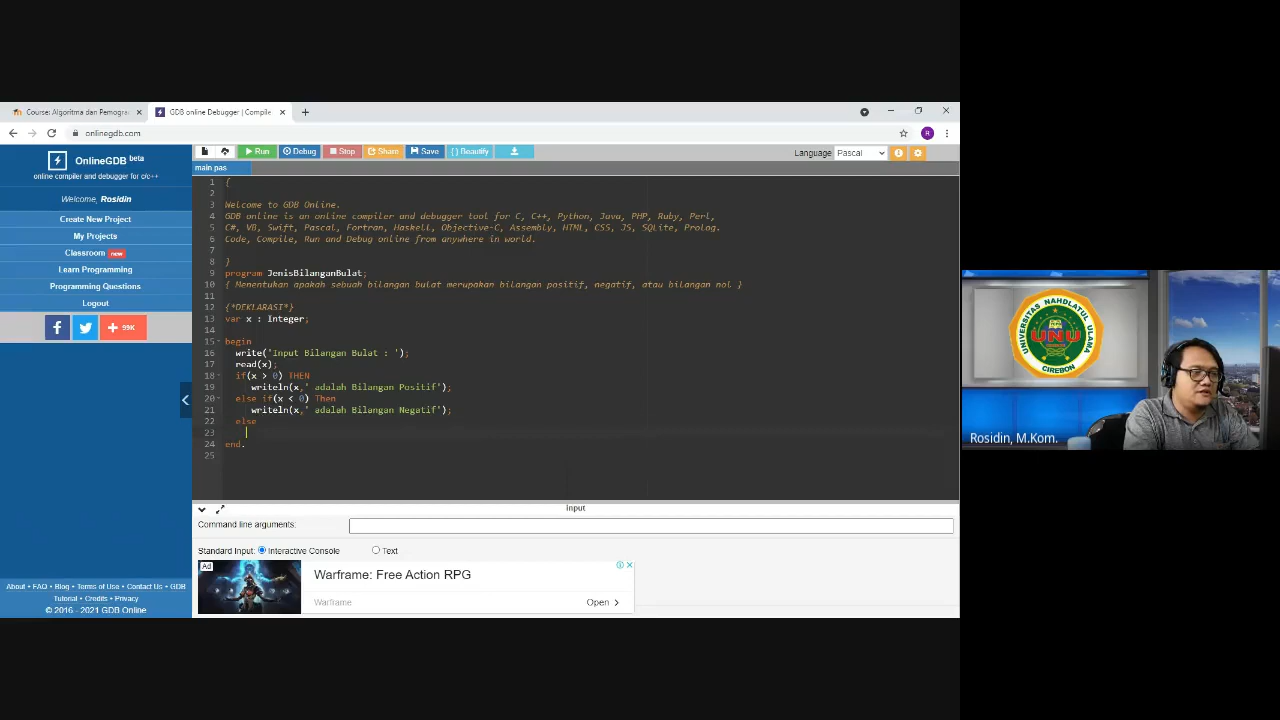 Course: Algoritma dan Pemogra
GDB online Debugger | Compile
onlinegdb.com
R
OnlineGDB beta
online compiler and debugger for c/c++
Welcome, Rosidin
Create New Project
My Projects
Classroom new
Learn Programming
Programming Questions
Logout
99K
About • FAQ • Blog • Terms of Use • Contact Us • GDB
Tutorial • Credits • Privacy
© 2016 - 2021 GDB Online
Run
Debug
Stop
Share
Save
{ } Beautify
Language
Pascal
main.pas
1 {
2
3 Welcome to GDB Online.
4 GDB online is an online compiler and debugger tool for C, C++, Python, Java, PHP, Ruby, Perl,
5 C#, VB, Swift, Pascal, Fortran, Haskell, Objective-C, Assembly, HTML, CSS, JS, SQLite, Prolog.
6 Code, Compile, Run and Debug online from anywhere in world.
7
8 }
9 program JenisBilanganBulat;
10 { Menentukan apakah sebuah bilangan bulat merupakan bilangan positif, negatif, atau bilangan nol }
11
12 {*DEKLARASI*}
13 var x : Integer;
14
15 begin
16 write('Input Bilangan Bulat : ');
17 read(x);
18 if(x > 0) THEN
19 writeln(x,' adalah Bilangan Positif');
20 else if(x < 0) Then
21 writeln(x,' adalah Bilangan Negatif');
22 else
23
24 end.
25
input
Command line arguments:
Standard Input:
Interactive Console
Text
Ad
Warframe: Free Action RPG
Warframe
Open
UNIVERSITAS NAHDLATUL ULAMA
UNU
CIREBON
Rosidin, M.Kom.